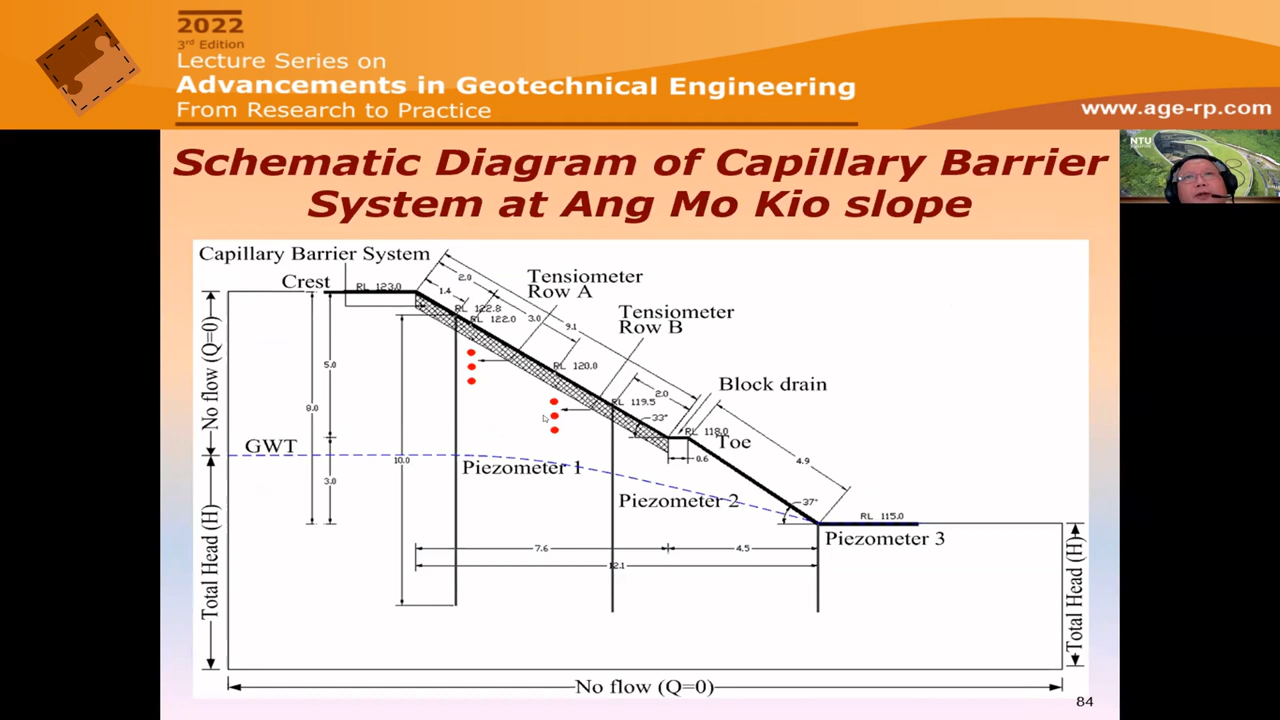 2022
3rd Edition
Lecture Series on
Advancements in Geotechnical Engineering
From Research to Practice
www.age-rp.com
NTU
Schematic Diagram of Capillary Barrier
System at Ang Mo Kio slope
Capillary Barrier System
Crest
RL 123.0
2.0
1.4
Tensiometer
Row A
RL 122.8
RL 122.0
3.0
9.1
Tensiometer
Row B
No flow (Q=0)
5.0
8.0
RL 120.0
2.0
Block drain
RL 119.5
33°
RL 118.0
Toe
GWT
10.0
0.6
4.9
3.0
Piezometer 1
Piezometer 2
37°
RL 115.0
Piezometer 3
Total Head (H)
7.6
4.5
12.1
Total Head (H)
No flow (Q=0)
84